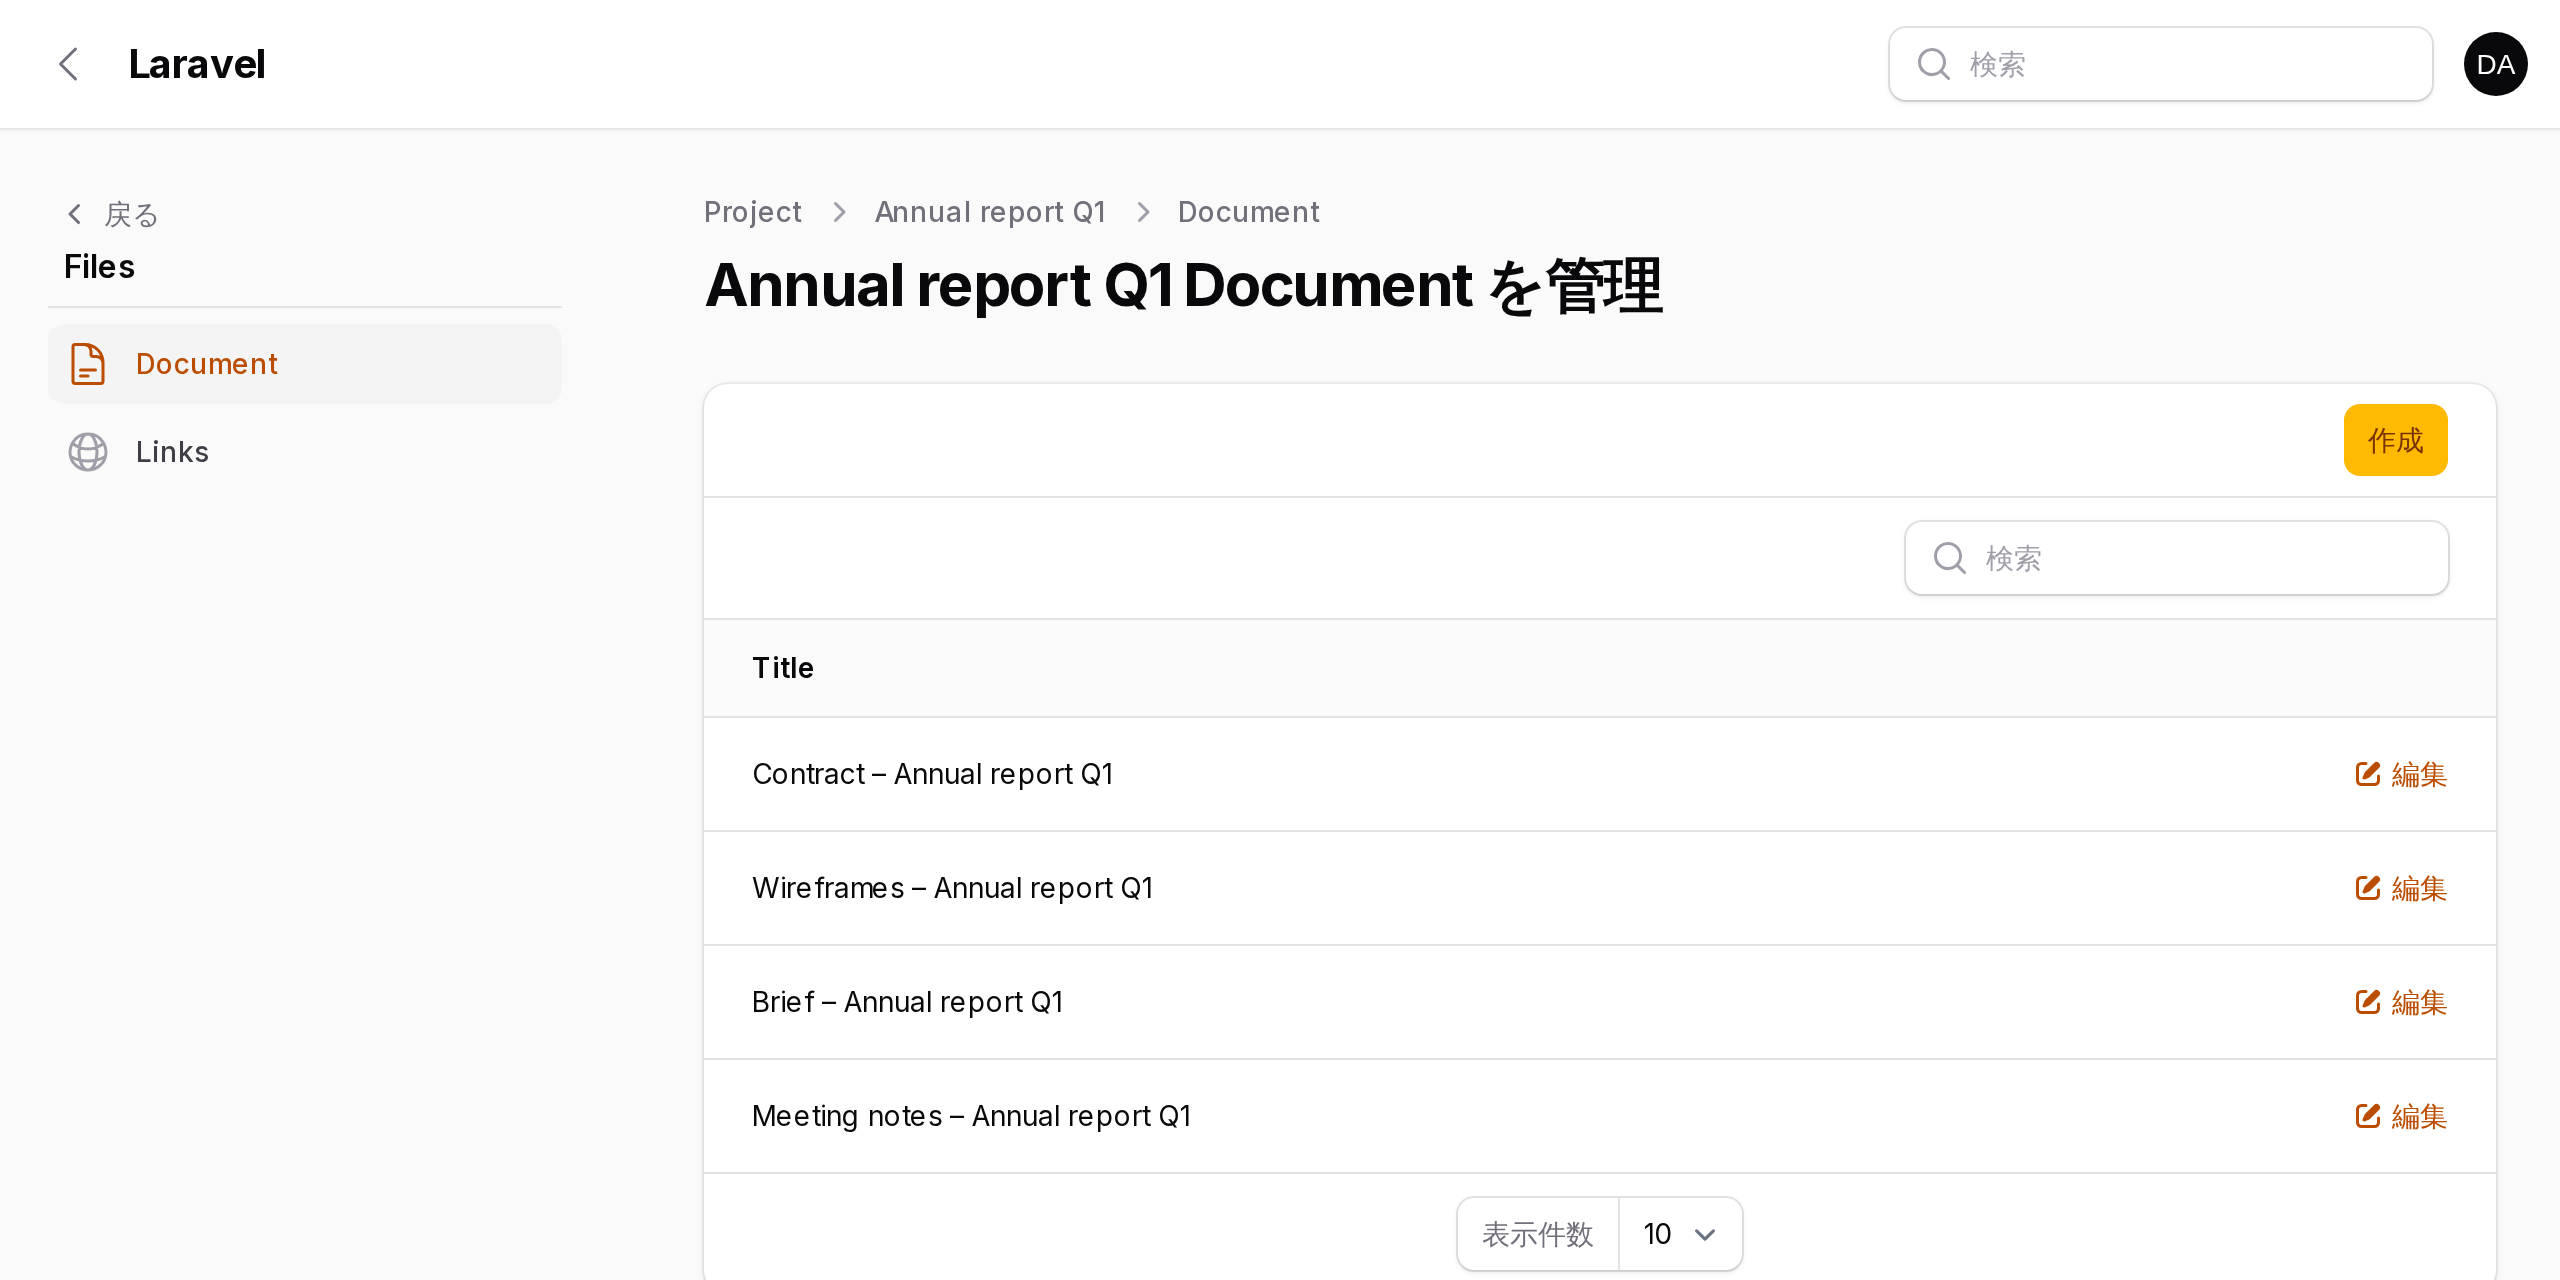 Laravel
検索
DA
戻る
Files
Document
Links
Project > Annual report Q1 > Document
Annual report Q1 Document を管理
作成
検索
Title
Contract – Annual report Q1
編集
Wireframes – Annual report Q1
編集
Brief – Annual report Q1
編集
Meeting notes – Annual report Q1
編集
表示件数 10